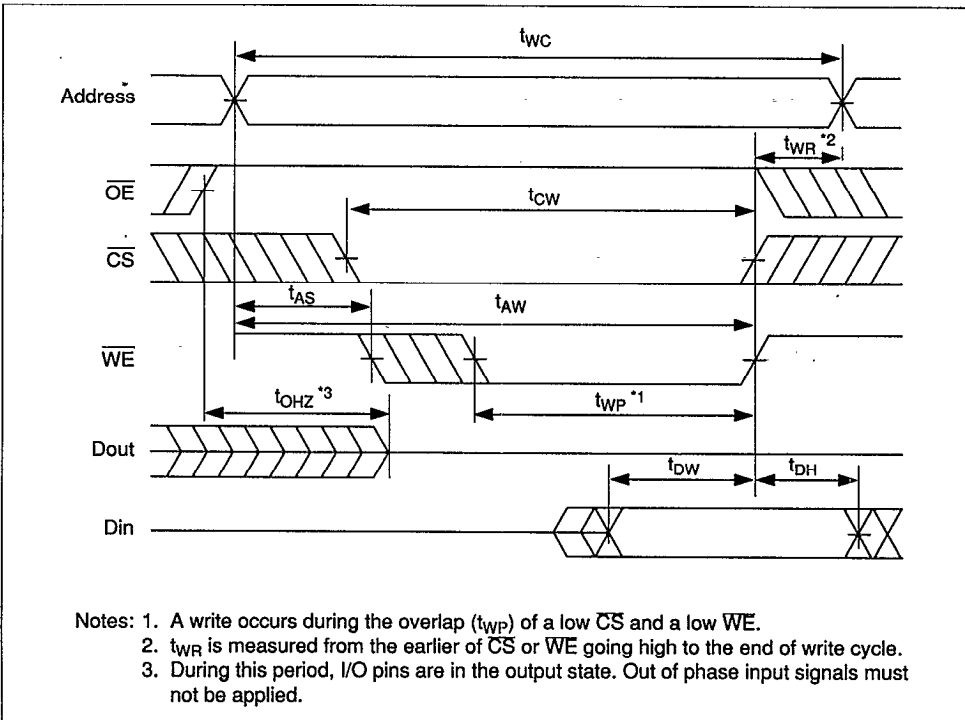 tWC
Address
tWR *2
OE
tCW
CS
tAS
tAW
WE
tOHZ *3
tWP *1
Dout
tDW
tDH
Din
Notes: 1. A write occurs during the overlap (tWP) of a low CS and a low WE.
2. tWR is measured from the earlier of CS or WE going high to the end of write cycle.
3. During this period, I/O pins are in the output state. Out of phase input signals must
not be applied.